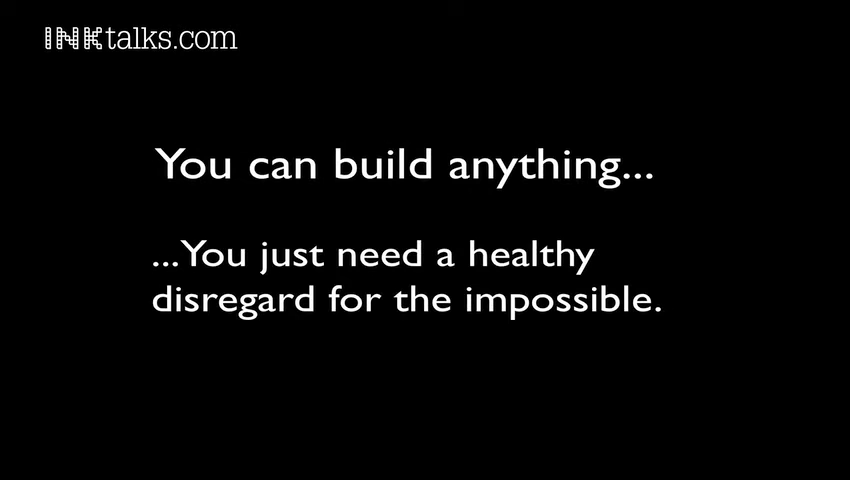 INKtalks.com
You can build anything...
...You just need a healthy
disregard for the impossible.